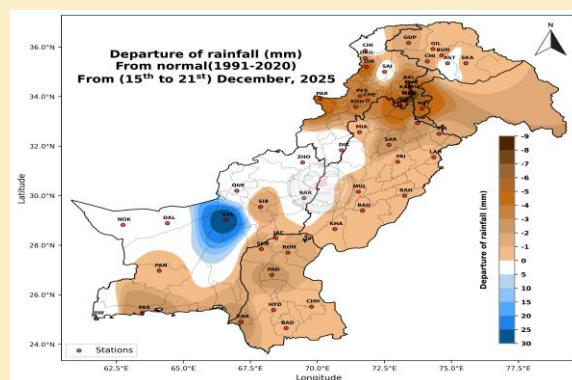 Departure of rainfall (mm)
From normal(1991-2020)
From (15th to 21st) December, 2025
N
36.0°N
34.0°N
32.0°N
30.0°N
28.0°N
26.0°N
24.0°N
Latitude
62.5°E 65.0°E 67.5°E 70.0°E 72.5°E 75.0°E 77.5°E
Longitude
Stations
Departure of rainfall (mm)
-9
-8
-7
-6
-5
-4
-3
-2
-1
0
5
10
15
20
25
30
CHI
GUP
GIL
BUN
DRO
DIR
SAI
CHI
AST
SKA
PAR
PES
CHE
KOH
MIA
SAR
LAH
FAI
ZHO
QUE
BAR
SIB
MUL
BAH
BAH
NOK
DAL
KHA
JAC
ROH
PAN
PAD
PAS
HYD
CHH
BAD
KAR